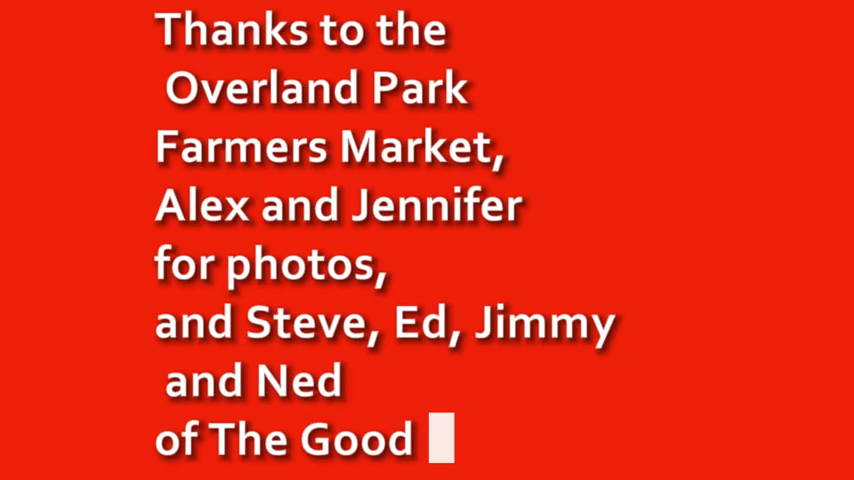 Thanks to the
Overland Park
Farmers Market,
Alex and Jennifer
for photos,
and Steve, Ed, Jimmy
and Ned
of The Good